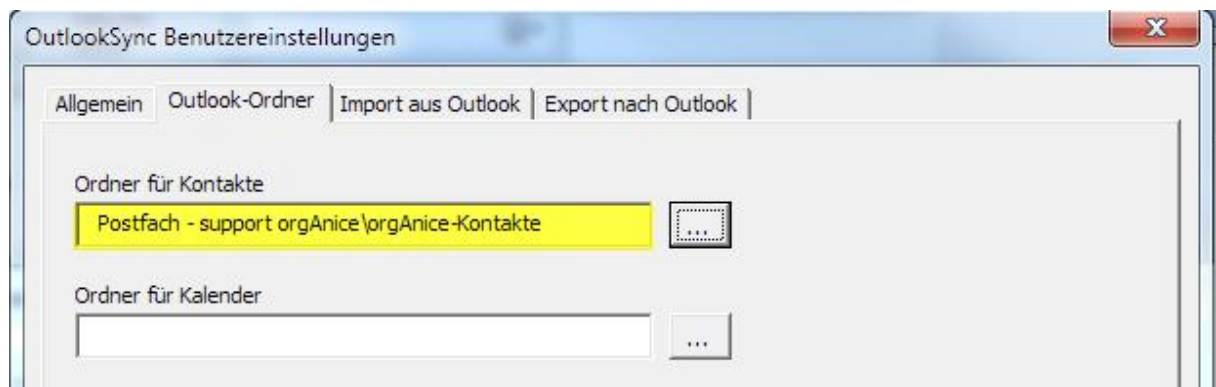 OutlookSync Benutzereinstellungen
Allgemein Outlook-Ordner Import aus Outlook Export nach Outlook
Ordner für Kontakte
Postfach - support orgAnice\orgAnice-Kontakte ...
Ordner für Kalender
...